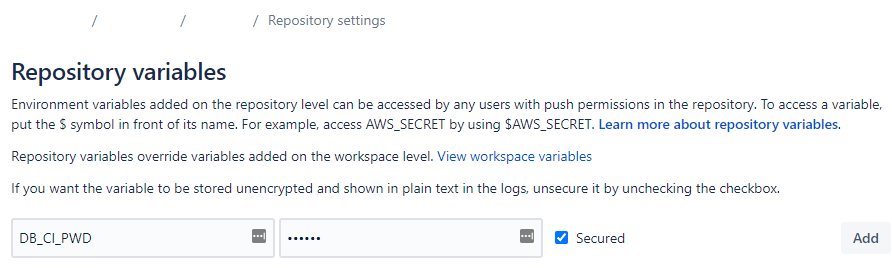 / / / Repository settings
Repository variables
Environment variables added on the repository level can be accessed by any users with push permissions in the repository. To access a variable,
put the $ symbol in front of its name. For example, access AWS_SECRET by using $AWS_SECRET. Learn more about repository variables.
Repository variables override variables added on the workspace level. View workspace variables
If you want the variable to be stored unencrypted and shown in plain text in the logs, unsecure it by unchecking the checkbox.
DB_CI_PWD •••••• Secured Add